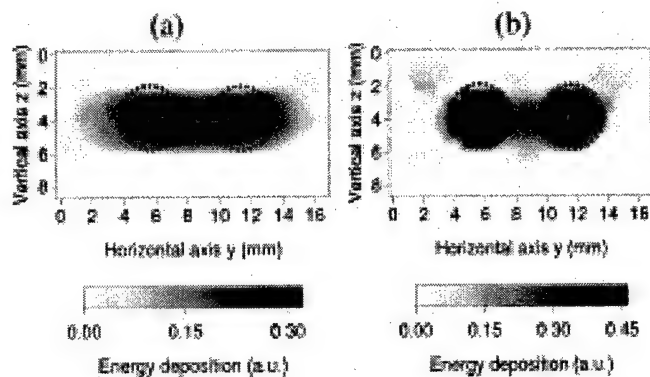 (a)
(b)
Vertical axis z (mm)
0
2
4
6
8
0 2 4 6 8 10 12 14 16
Horizontal axis y (mm)
0.00 0.15 0.30
Energy deposition (a.u.)
Vertical axis z (mm)
0
2
4
6
8
0 2 4 6 8 10 12 14 16
Horizontal axis y (mm)
0.00 0.15 0.30 0.45
Energy deposition (a.u.)